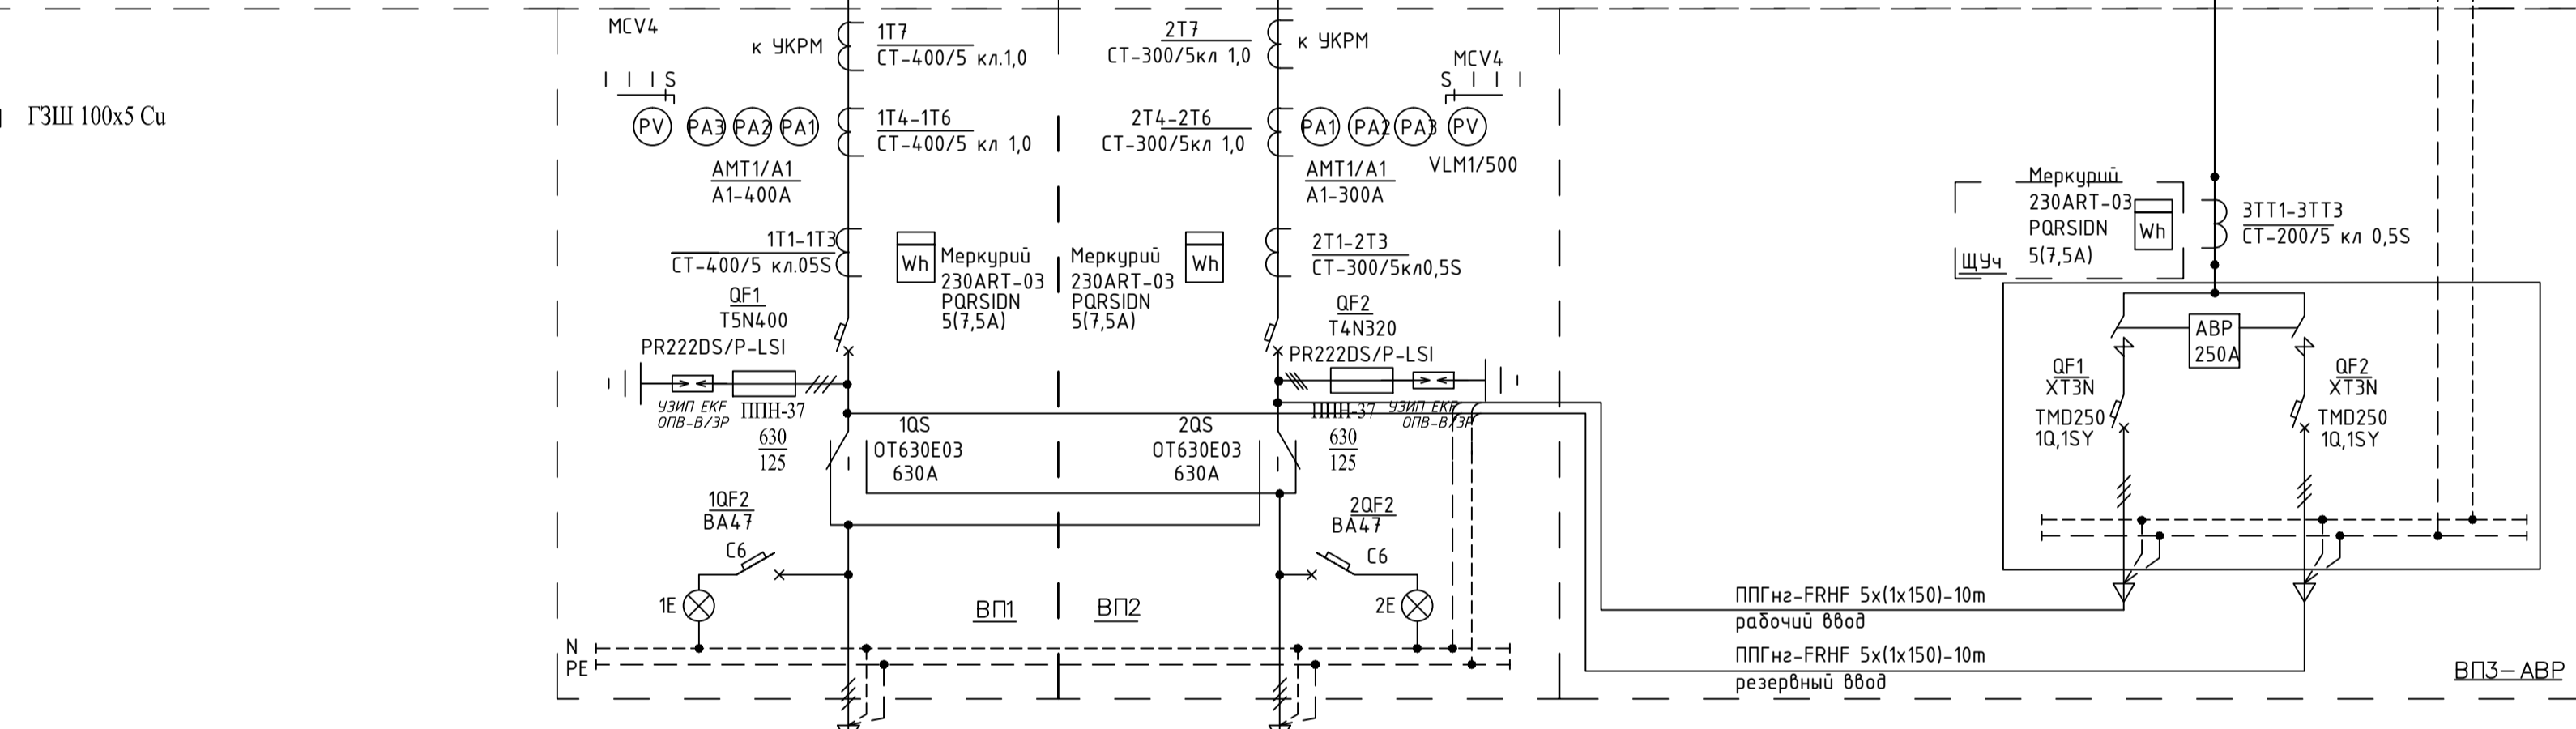 ГЗШ 100х5 Cu
MCV4
к УКРМ
I I I S
PV
PA3
PA2
PA1
1Т7
СТ-400/5 кл.1,0
1Т4-1Т6
СТ-400/5 кл 1,0
AMT1/A1
A1-400A
1Т1-1Т3
СТ-400/5 кл.05S
Wh
Меркурий
230ART-03
PQRSIDN
5(7,5А)
QF1
T5N400
PR222DS/P-LSI
УЗИП EKF
ОПВ-В/3Р
ППН-37
630
125
1QS
OT630E03
630А
1QF2
ВА47
С6
1Е
ВП1
N
PE
2Т7
СТ-300/5кл 1,0
к УКРМ
MCV4
S I I I
2Т4-2Т6
СТ-300/5кл 1,0
PA1
PA2
PA3
PV
AMT1/A1
A1-300A
VLM1/500
Меркурий
230ART-03
PQRSIDN
5(7,5А)
Wh
2Т1-2Т3
СТ-300/5кл0,5S
QF2
T4N320
PR222DS/P-LSI
ППН-37
УЗИП EKF
ОПВ-В/3Р
630
125
2QS
OT630E03
630А
2QF2
ВА47
С6
2Е
ВП2
Меркурий
230ART-03
PQRSIDN
5(7,5А)
Wh
ЩУч
3ТТ1-3ТТ3
СТ-200/5 кл 0,5S
АВР
250А
QF1
XT3N
TMD250
1Q,1SY
QF2
XT3N
TMD250
1Q,1SY
ППГнг-FRHF 5х(1х150)-10m
рабочий ввод
ППГнг-FRHF 5х(1х150)-10m
резервный ввод
ВП3-АВР